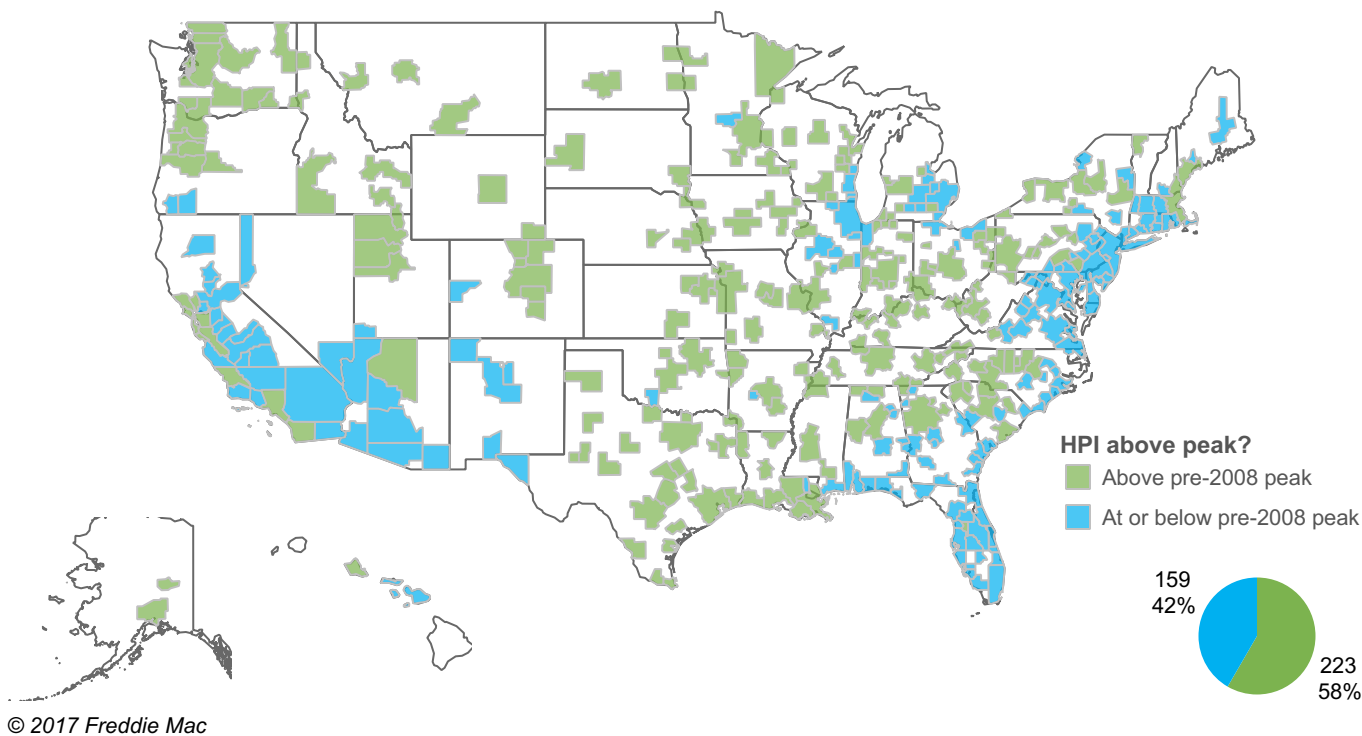 HPI above peak?
Above pre-2008 peak
At or below pre-2008 peak
159
42%
223
58%
© 2017 Freddie Mac